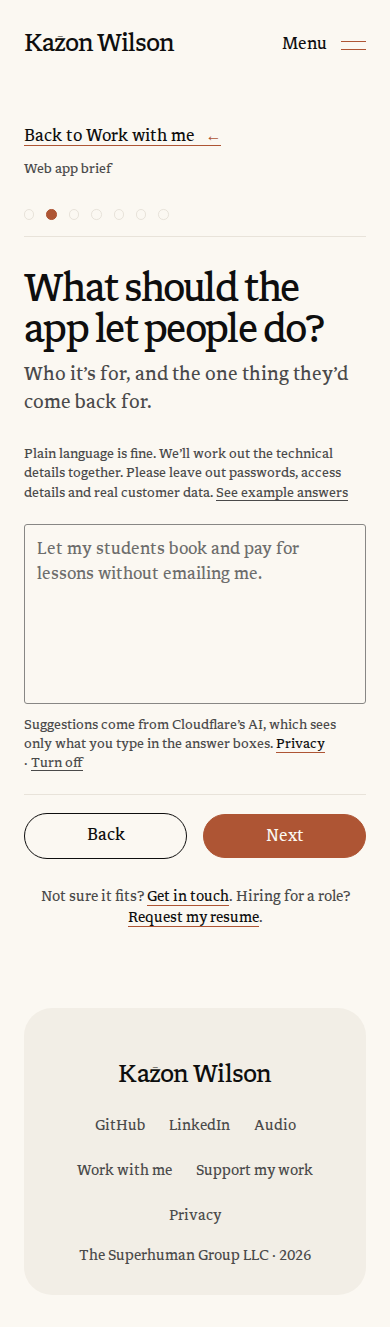 Kažon Wilson
Menu
Back to Work with me ←
Web app brief
What should the
app let people do?
Who it’s for, and the one thing they’d
come back for.
Plain language is fine. We’ll work out the technical
details together. Please leave out passwords, access
details and real customer data. See example answers
Let my students book and pay for
lessons without emailing me.
Suggestions come from Cloudflare’s AI, which sees
only what you type in the answer boxes. Privacy
· Turn off
Back
Next
Not sure it fits? Get in touch. Hiring for a role?
Request my resume.
Kažon Wilson
GitHub LinkedIn Audio
Work with me Support my work
Privacy
The Superhuman Group LLC · 2026